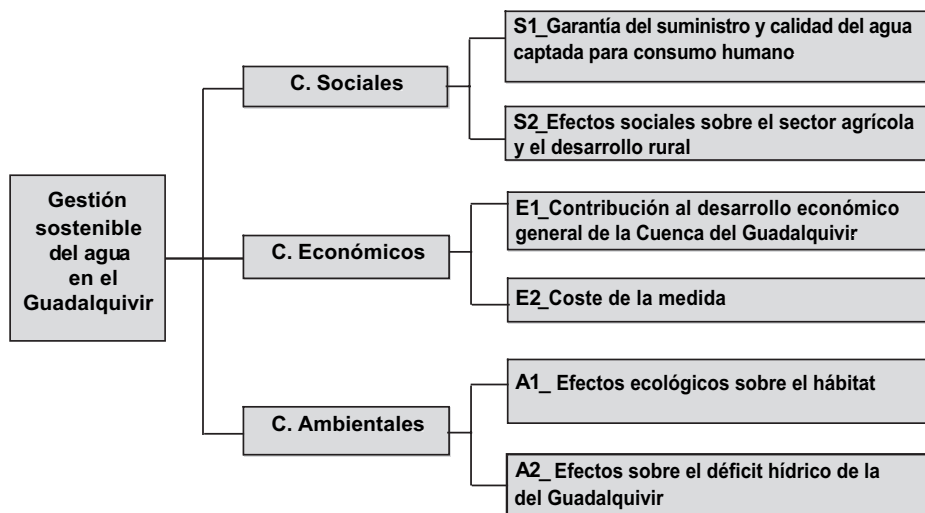 Gestión
sostenible
del agua
en el
Guadalquivir
C. Sociales
S1_Garantía del suministro y calidad del agua
captada para consumo humano
S2_Efectos sociales sobre el sector agrícola
y el desarrollo rural
C. Económicos
E1_Contribución al desarrollo económico
general de la Cuenca del Guadalquivir
E2_Coste de la medida
C. Ambientales
A1_ Efectos ecológicos sobre el hábitat
A2_ Efectos sobre el déficit hídrico de la
del Guadalquivir